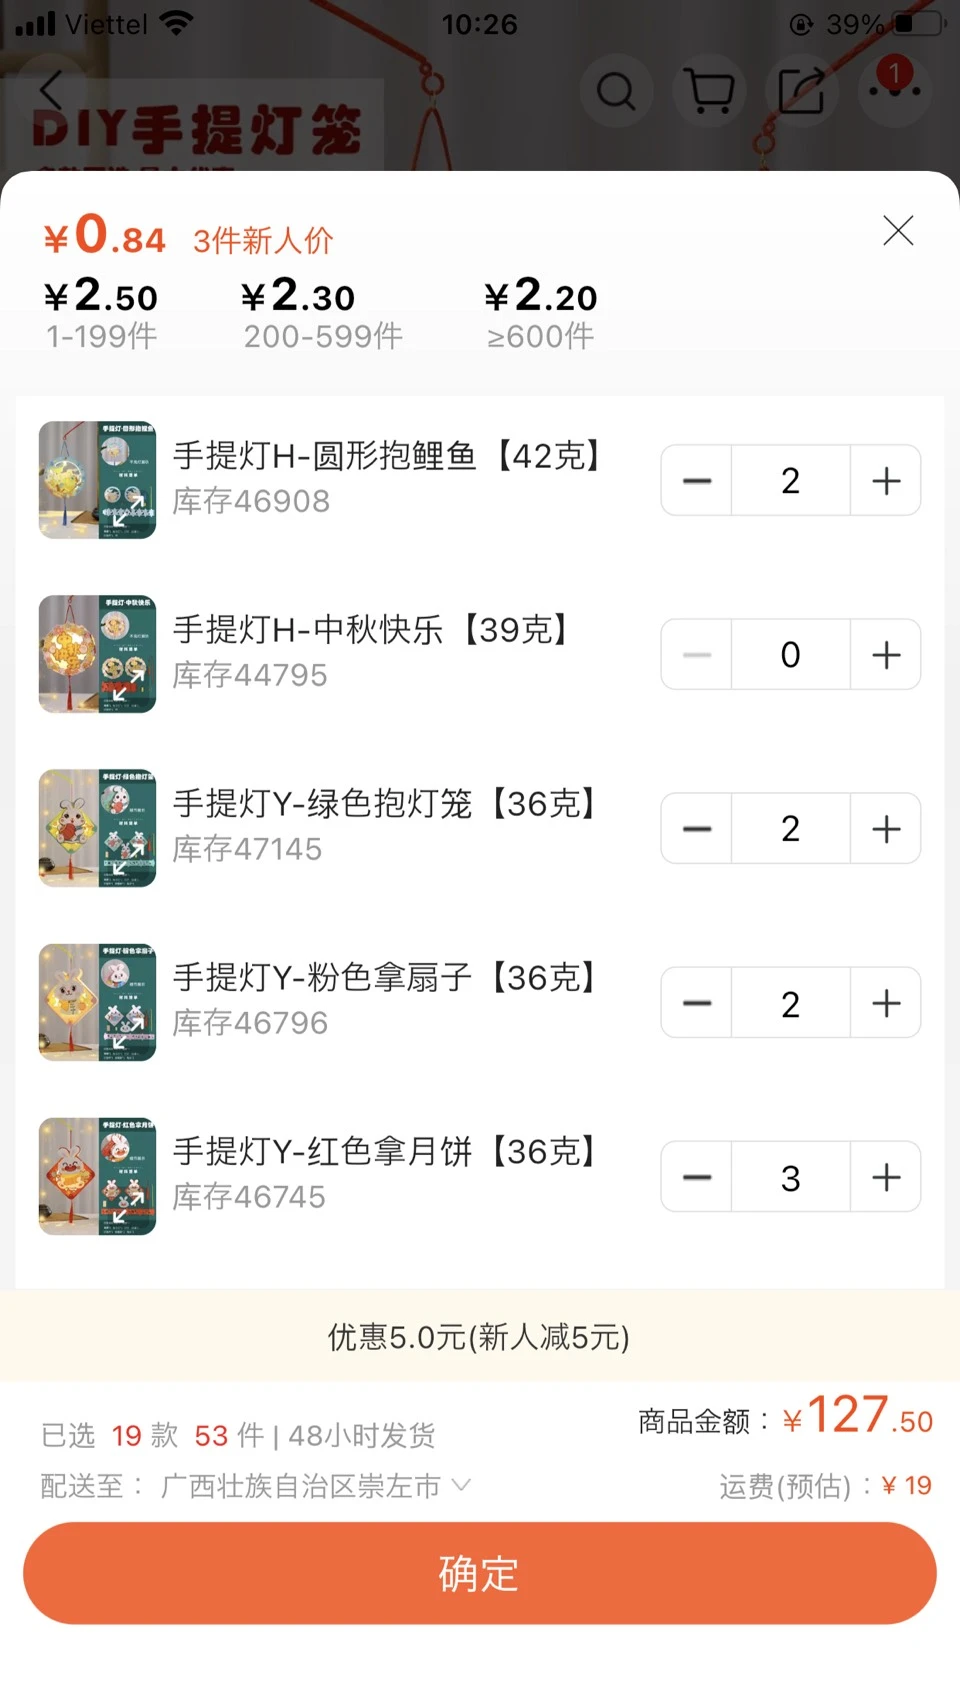 Viettel 10:26 39%
1
DIY手提灯笼
¥0.84 3件新人价
¥2.50 ¥2.30 ¥2.20
1-199件 200-599件 ≥600件
手提灯H-圆形抱鲤鱼【42克】
库存46908
2
手提灯H-中秋快乐【39克】
库存44795
0
手提灯Y-绿色抱灯笼【36克】
库存47145
2
手提灯Y-粉色拿扇子【36克】
库存46796
2
手提灯Y-红色拿月饼【36克】
库存46745
3
优惠5.0元(新人减5元)
已选 19 款 53 件 | 48小时发货
商品金额：¥127.50
配送至：广西壮族自治区崇左市
运费(预估)：¥19
确定